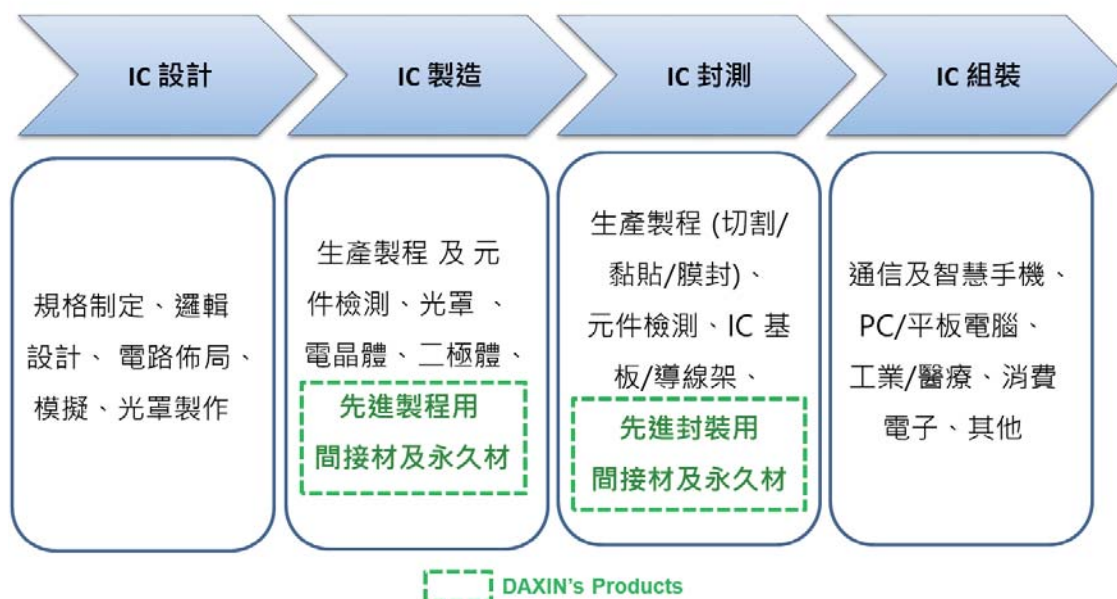 IC 設計
IC 製造
IC 封測
IC 組裝
規格制定、邏輯
設計、 電路佈局、
模擬、光罩製作
生產製程 及 元
件檢測、光罩 、
電晶體、二極體、
先進製程用
間接材及永久材
生產製程 (切割/
黏貼/膜封)、
元件檢測、IC 基
板/導線架、
先進封裝用
間接材及永久材
通信及智慧手機、
PC/平板電腦、
工業/醫療、消費
電子、其他
DAXIN's Products